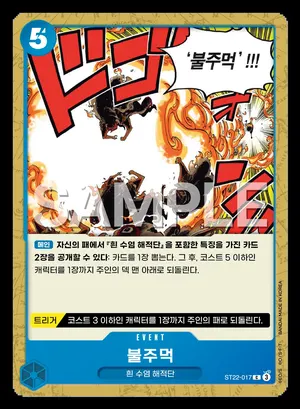 5
'불주먹' !!!
드고
SAMPLE
메인 자신의 패에서 『흰 수염 해적단』을 포함한 특징을 가진 카드
2장을 공개할 수 있다: 카드를 1장 뽑는다. 그 후, 코스트 5 이하인
캐릭터를 1장까지 주인의 덱 맨 아래로 되돌린다.
트리거 코스트 3 이하인 캐릭터를 1장까지 주인의 패로 되돌린다.
EVENT
불주먹
흰 수염 해적단
ST22-017 C 3